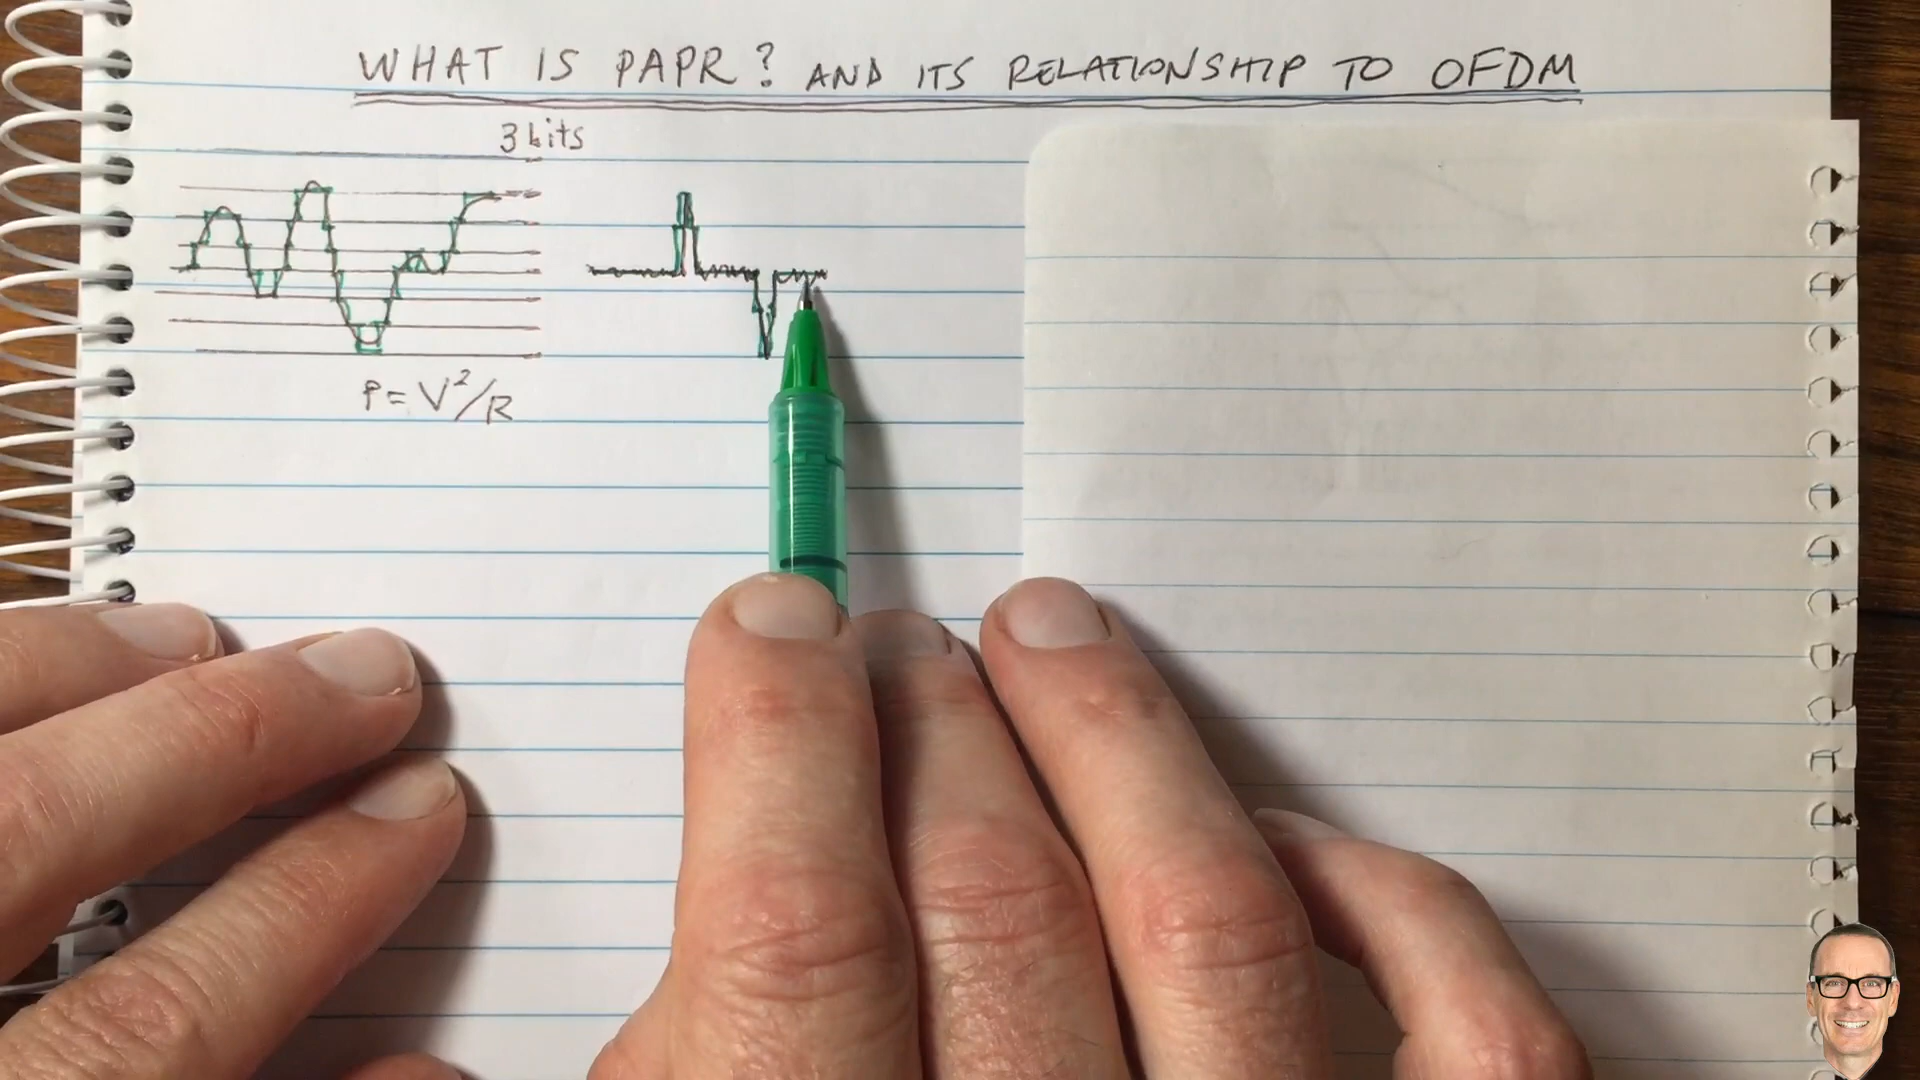 WHAT IS PAPR? AND ITS RELATIONSHIP TO OFDM
3 bits
P = V²/R